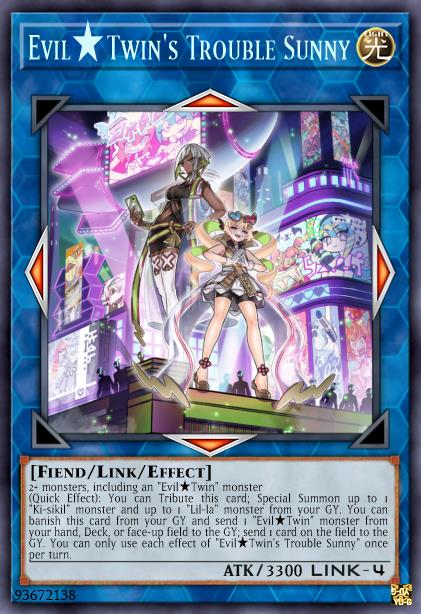 Evil★Twin's Trouble Sunny
LIGHT
光
[Fiend/Link/Effect]
2+ monsters, including an "Evil★Twin" monster
(Quick Effect): You can Tribute this card; Special Summon up to 1
"Ki-sikil" monster and up to 1 "Lil-la" monster from your GY. You can
banish this card from your GY and send 1 "Evil★Twin" monster from
your hand, Deck, or face-up field to the GY; send 1 card on the field to
the GY. You can only use each effect of "Evil★Twin's Trouble Sunny" once
per turn.
ATK/3300 LINK-4
93672138